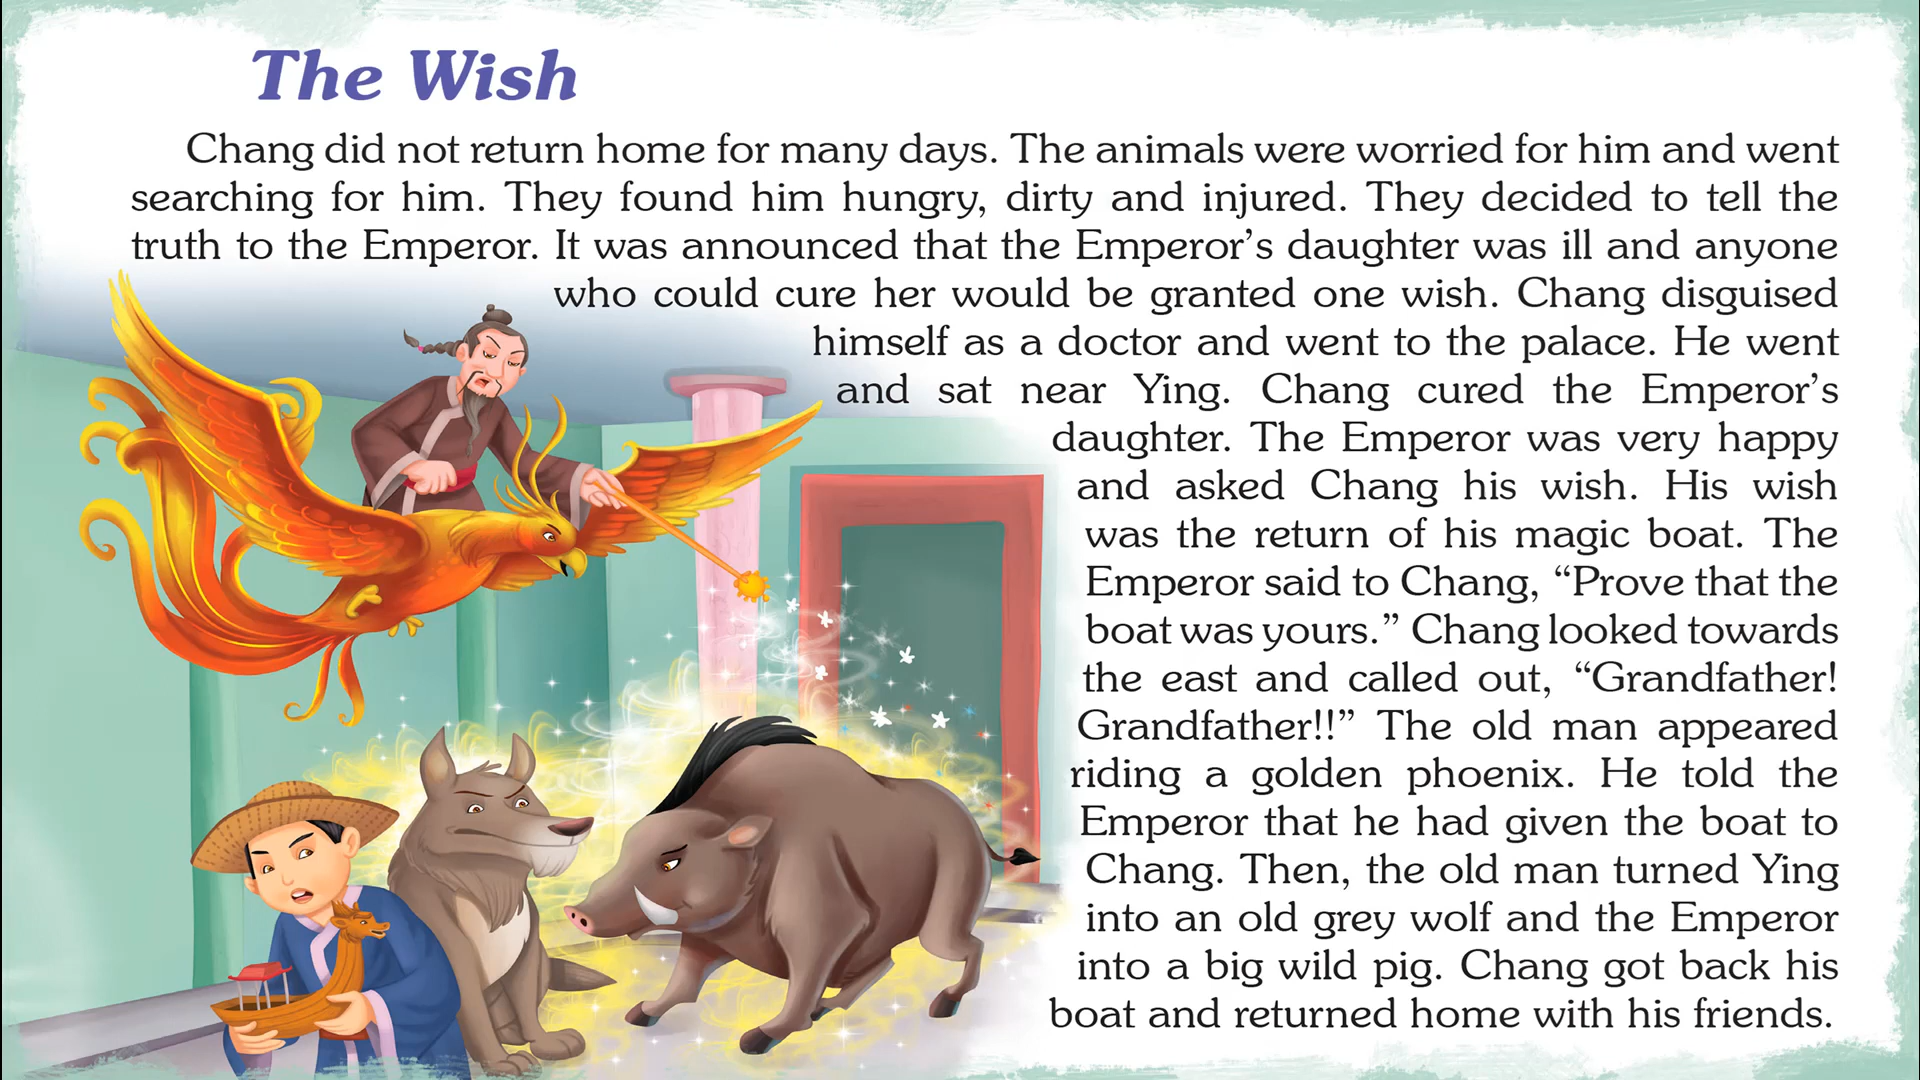 The Wish
Chang did not return home for many days. The animals were worried for him and went
searching for him. They found him hungry, dirty and injured. They decided to tell the
truth to the Emperor. It was announced that the Emperor’s daughter was ill and anyone
who could cure her would be granted one wish. Chang disguised
himself as a doctor and went to the palace. He went
and sat near Ying. Chang cured the Emperor’s
daughter. The Emperor was very happy
and asked Chang his wish. His wish
was the return of his magic boat. The
Emperor said to Chang, “Prove that the
boat was yours.” Chang looked towards
the east and called out, “Grandfather!
Grandfather!!” The old man appeared
riding a golden phoenix. He told the
Emperor that he had given the boat to
Chang. Then, the old man turned Ying
into an old grey wolf and the Emperor
into a big wild pig. Chang got back his
boat and returned home with his friends.